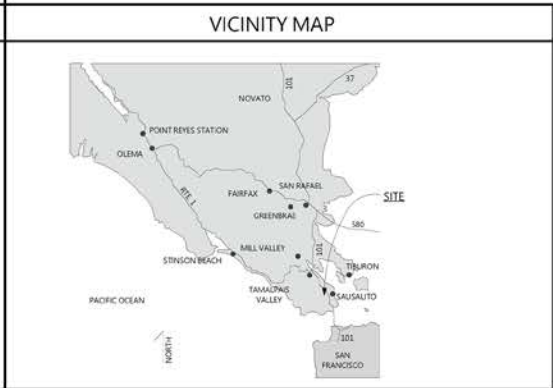 VICINITY MAP
101
37
NOVATO
POINT REYES STATION
OLEMA
RTE 1
FAIRFAX
SAN RAFAEL
SITE
GREENBRAE
580
101
MILL VALLEY
STINSON BEACH
TIBURON
TAMALPAIS
VALLEY
SAUSALITO
PACIFIC OCEAN
NORTH
101
SAN
FRANCISCO